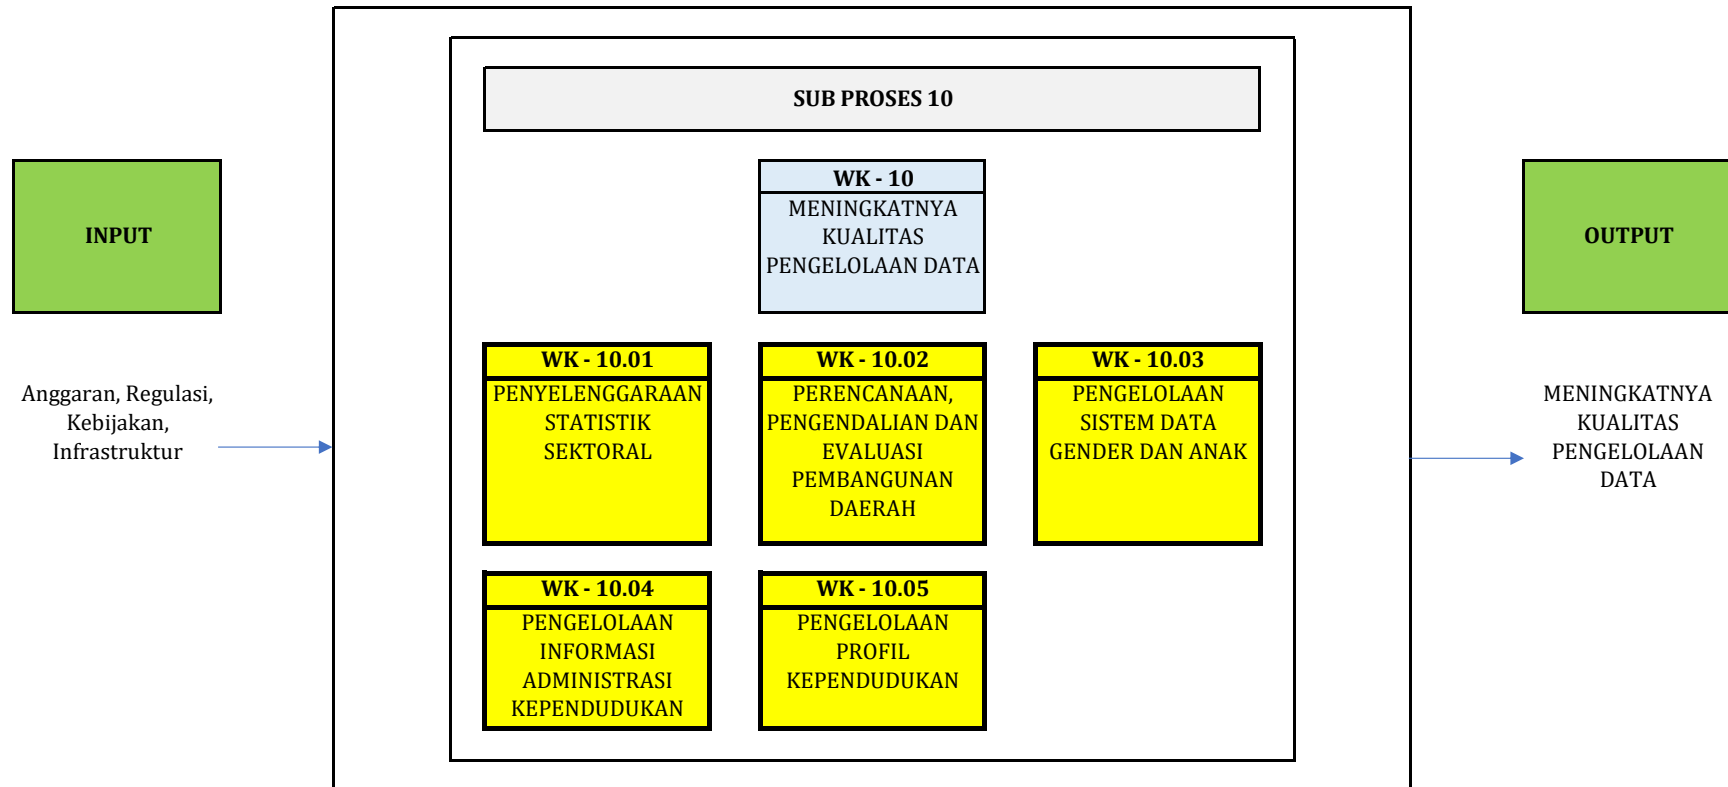 SUB PROSES 10
INPUT
Anggaran, Regulasi,
Kebijakan,
Infrastruktur
WK - 10
MENINGKATNYA
KUALITAS
PENGELOLAAN DATA
WK - 10.01
PENYELENGGARAAN
STATISTIK
SEKTORAL
WK - 10.02
PERENCANAAN,
PENGENDALIAN DAN
EVALUASI
PEMBANGUNAN
DAERAH
WK - 10.03
PENGELOLAAN
SISTEM DATA
GENDER DAN ANAK
WK - 10.04
PENGELOLAAN
INFORMASI
ADMINISTRASI
KEPENDUDUKAN
WK - 10.05
PENGELOLAAN
PROFIL
KEPENDUDUKAN
OUTPUT
MENINGKATNYA
KUALITAS
PENGELOLAAN
DATA